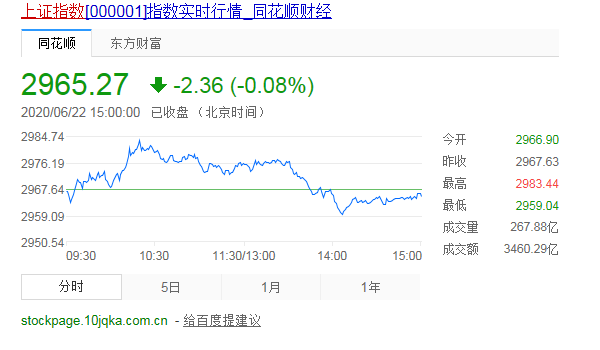 上证指数[000001]指数实时行情_同花顺财经
同花顺 东方财富
2965.27 -2.36 (-0.08%)
2020/06/22 15:00:00 已收盘 (北京时间)
2984.74
2976.19
2967.64
2959.09
2950.54
09:30 10:30 11:30/13:00 14:00 15:00
今开 2966.90
昨收 2967.63
最高 2983.44
最低 2959.04
成交量 267.88亿
成交额 3460.29亿
分时 5日 1月 1年
stockpage.10jqka.com.cn - 给百度提建议